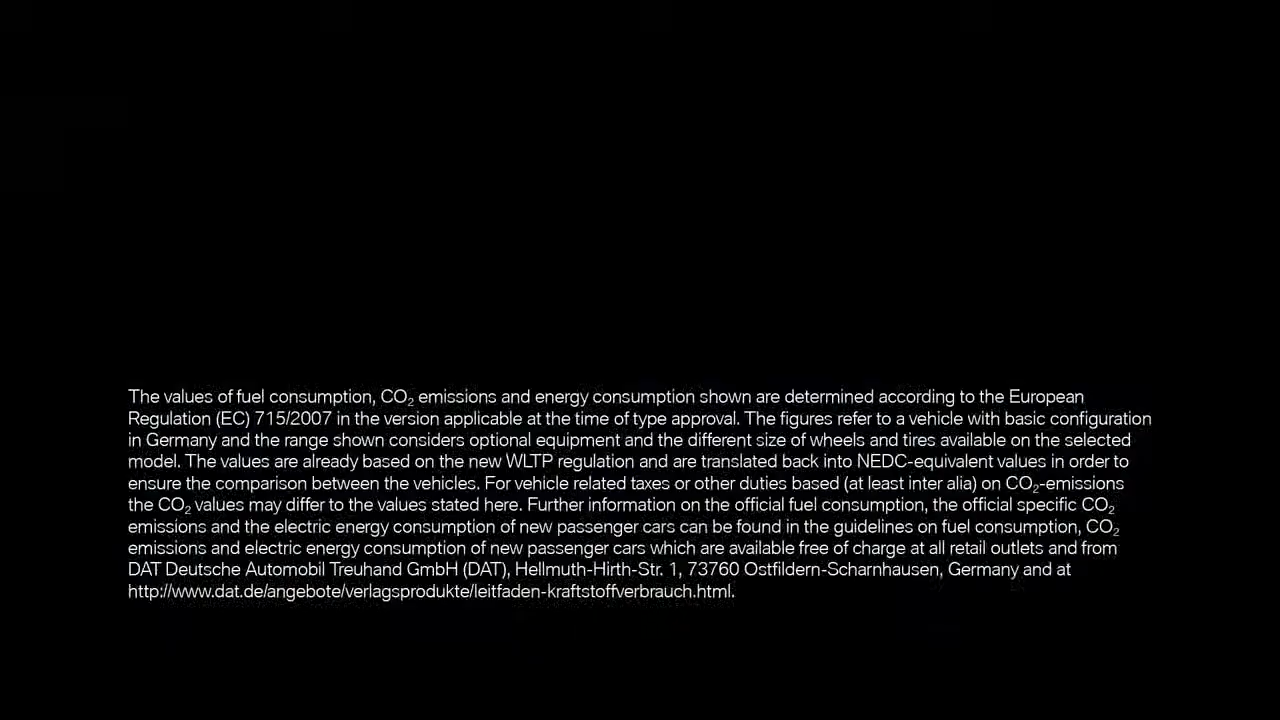 The values of fuel consumption, CO₂ emissions and energy consumption shown are determined according to the European
Regulation (EC) 715/2007 in the version applicable at the time of type approval. The figures refer to a vehicle with basic configuration
in Germany and the range shown considers optional equipment and the different size of wheels and tires available on the selected
model. The values are already based on the new WLTP regulation and are translated back into NEDC-equivalent values in order to
ensure the comparison between the vehicles. For vehicle related taxes or other duties based (at least inter alia) on CO₂-emissions
the CO₂ values may differ to the values stated here. Further information on the official fuel consumption, the official specific CO₂
emissions and the electric energy consumption of new passenger cars can be found in the guidelines on fuel consumption, CO₂
emissions and electric energy consumption of new passenger cars which are available free of charge at all retail outlets and from
DAT Deutsche Automobil Treuhand GmbH (DAT), Hellmuth-Hirth-Str. 1, 73760 Ostfildern-Scharnhausen, Germany and at
http://www.dat.de/angebote/verlagsprodukte/leitfaden-kraftstoffverbrauch.html.